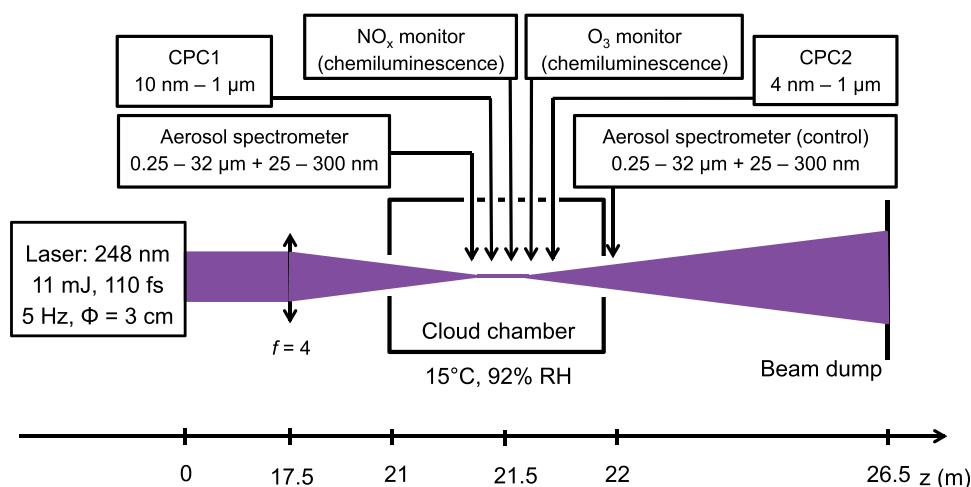 NOx monitor
(chemiluminescence)
O3 monitor
(chemiluminescence)
CPC1
10 nm – 1 µm
CPC2
4 nm – 1 µm
Aerosol spectrometer
0.25 – 32 µm + 25 – 300 nm
Aerosol spectrometer (control)
0.25 – 32 µm + 25 – 300 nm
Laser: 248 nm
11 mJ, 110 fs
5 Hz, Φ = 3 cm
f = 4
Cloud chamber
15°C, 92% RH
Beam dump
0 17.5 21 21.5 22 26.5 z (m)